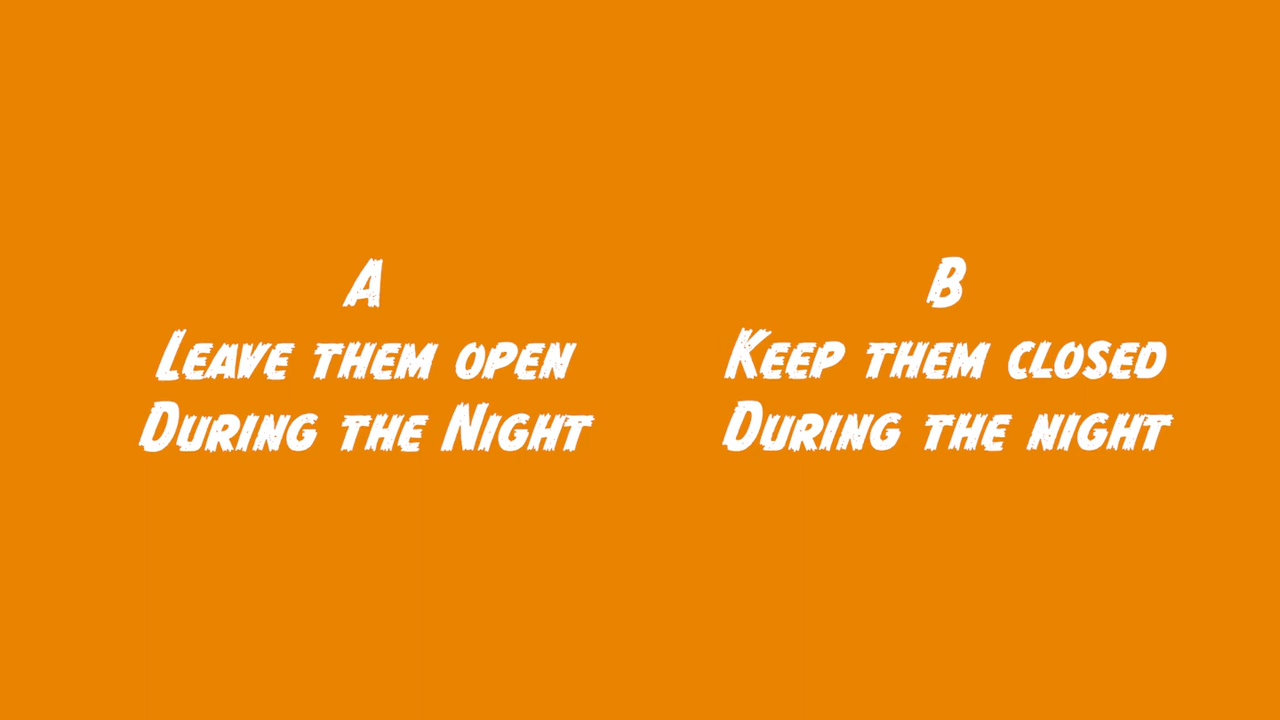 A
Leave them open
During the Night
B
Keep them closed
During the night